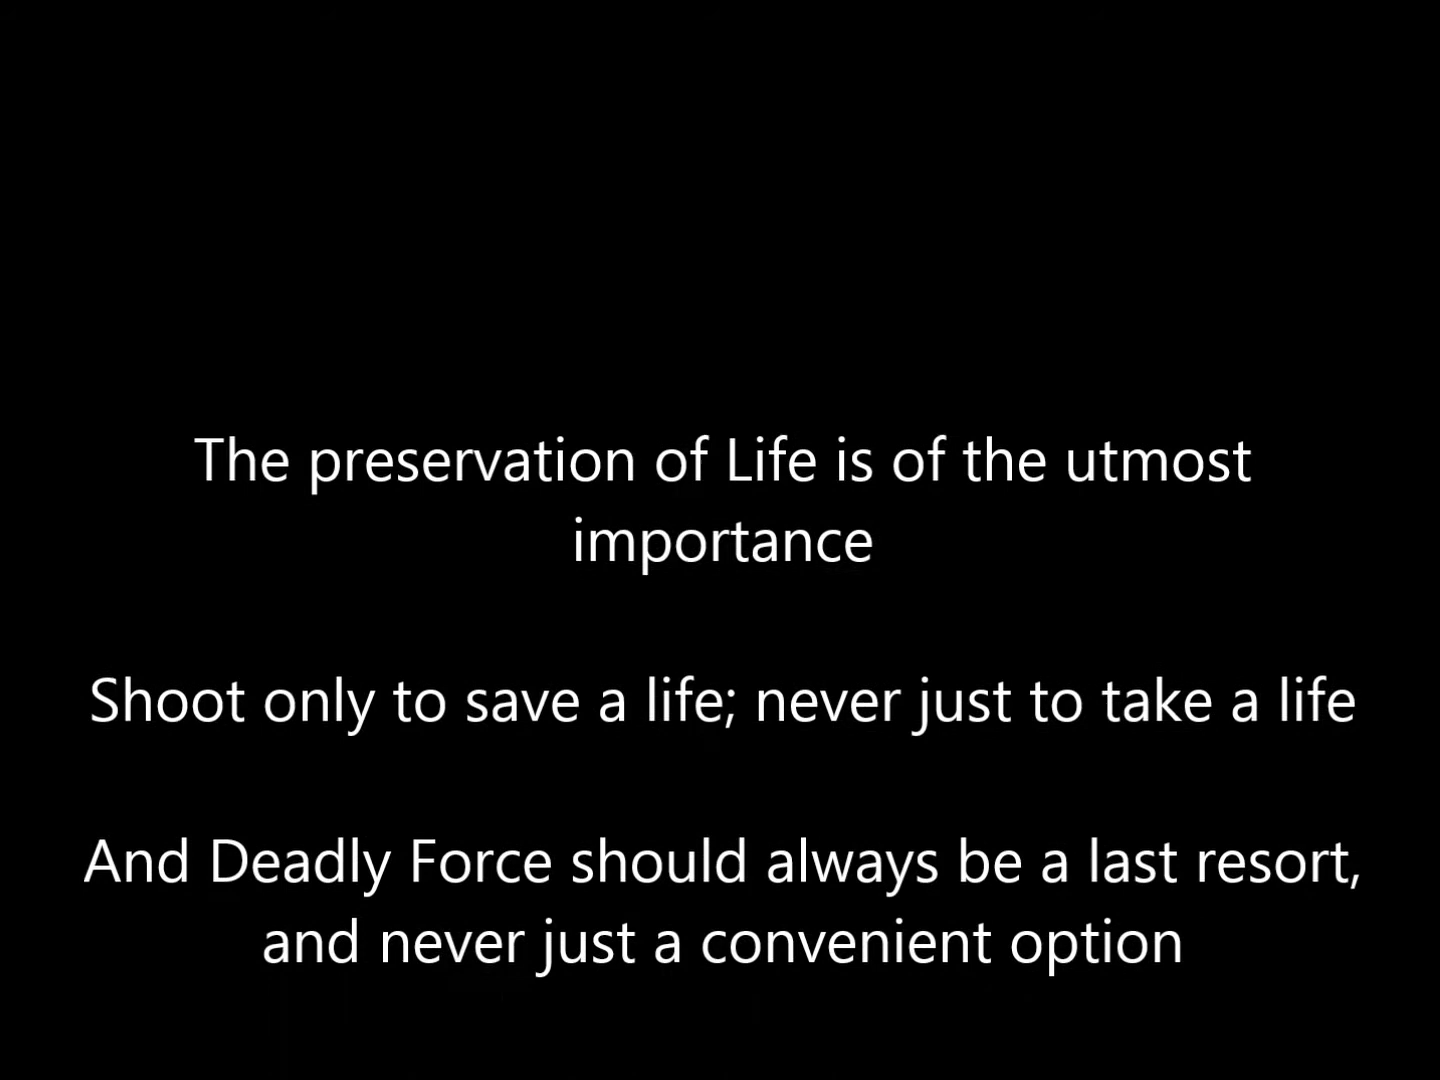 The preservation of Life is of the utmost
importance
Shoot only to save a life; never just to take a life
And Deadly Force should always be a last resort,
and never just a convenient option